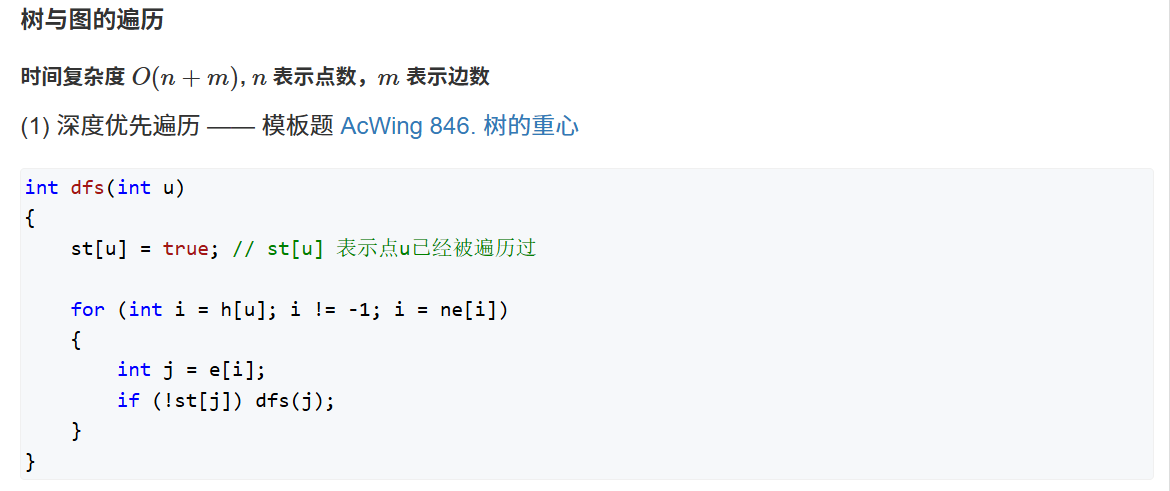 树与图的遍历
时间复杂度 O(n + m), n 表示点数，m 表示边数
(1) 深度优先遍历 —— 模板题 AcWing 846. 树的重心
int dfs(int u)
{
    st[u] = true; // st[u] 表示点u已经被遍历过
    for (int i = h[u]; i != -1; i = ne[i])
    {
        int j = e[i];
        if (!st[j]) dfs(j);
    }
}